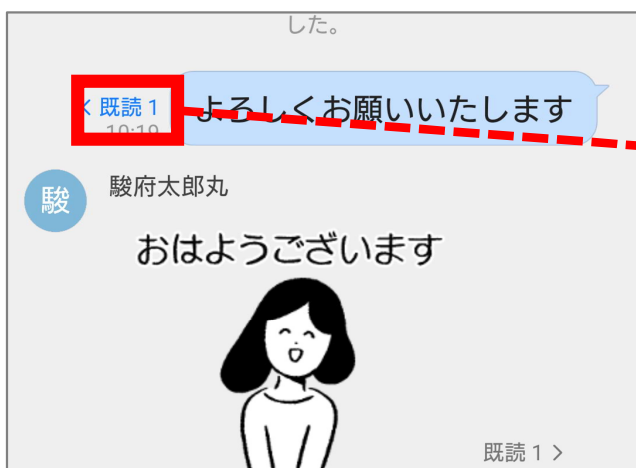 した。
< 既読 1
10:19
よろしくお願いいたします
駿
駿府太郎丸
おはようございます
既読 1 >